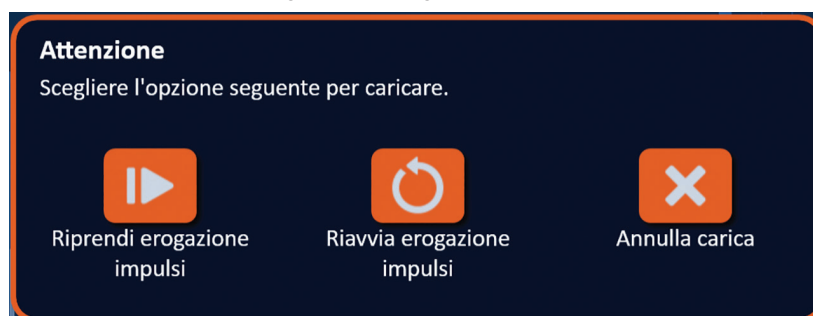 Attenzione
Scegliere l'opzione seguente per caricare.
Riprendi erogazione
impulsi
Riavvia erogazione
impulsi
Annulla carica